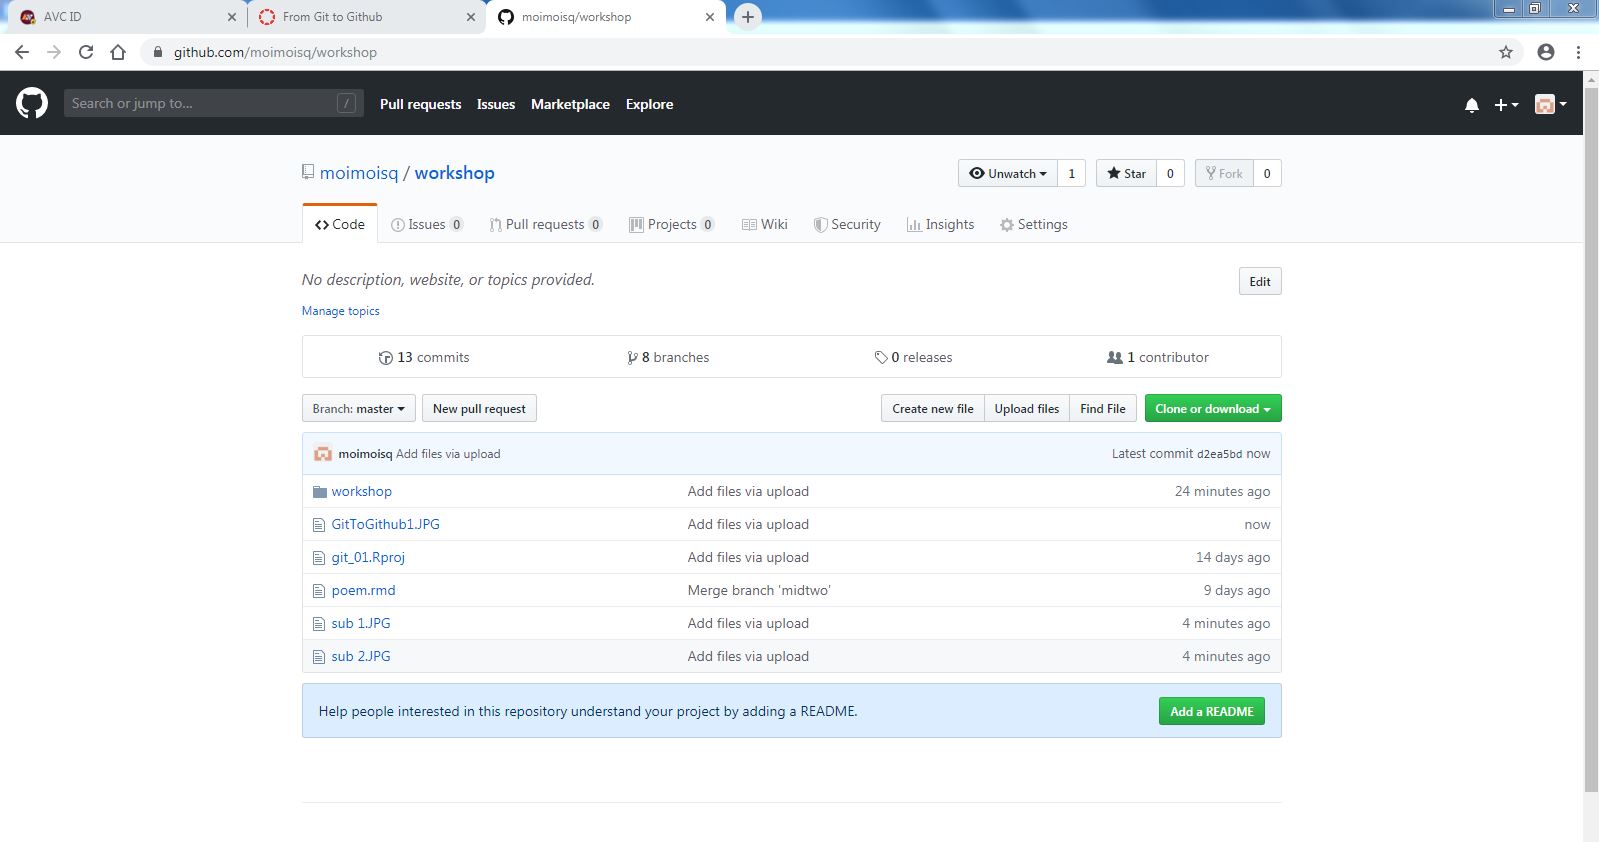 AVC ID
From Git to Github
moimoisq/workshop
github.com/moimoisq/workshop
Search or jump to...
/
Pull requests
Issues
Marketplace
Explore
moimoisq / workshop
Unwatch 1
Star 0
Fork 0
Code
Issues 0
Pull requests 0
Projects 0
Wiki
Security
Insights
Settings
No description, website, or topics provided.
Edit
Manage topics
13 commits
8 branches
0 releases
1 contributor
Branch: master
New pull request
Create new file
Upload files
Find File
Clone or download
moimoisq Add files via upload
Latest commit d2ea5bd now
workshop Add files via upload 24 minutes ago
GitToGithub1.JPG Add files via upload now
git_01.Rproj Add files via upload 14 days ago
poem.rmd Merge branch 'midtwo' 9 days ago
sub 1.JPG Add files via upload 4 minutes ago
sub 2.JPG Add files via upload 4 minutes ago
Help people interested in this repository understand your project by adding a README.
Add a README